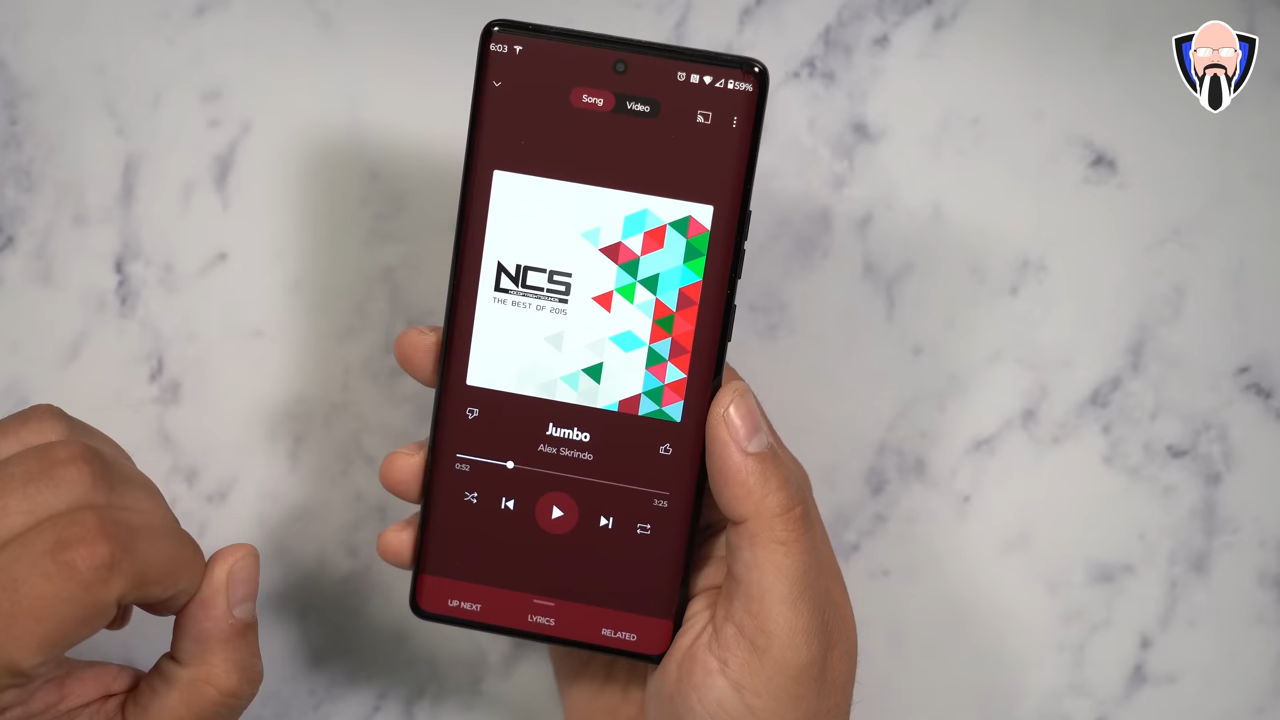 6:03
59%
Song
Video
NCS
NOCOPYRIGHTSOUNDS
THE BEST OF 2015
Jumbo
Alex Skrindo
0:52
3:25
UP NEXT
LYRICS
RELATED